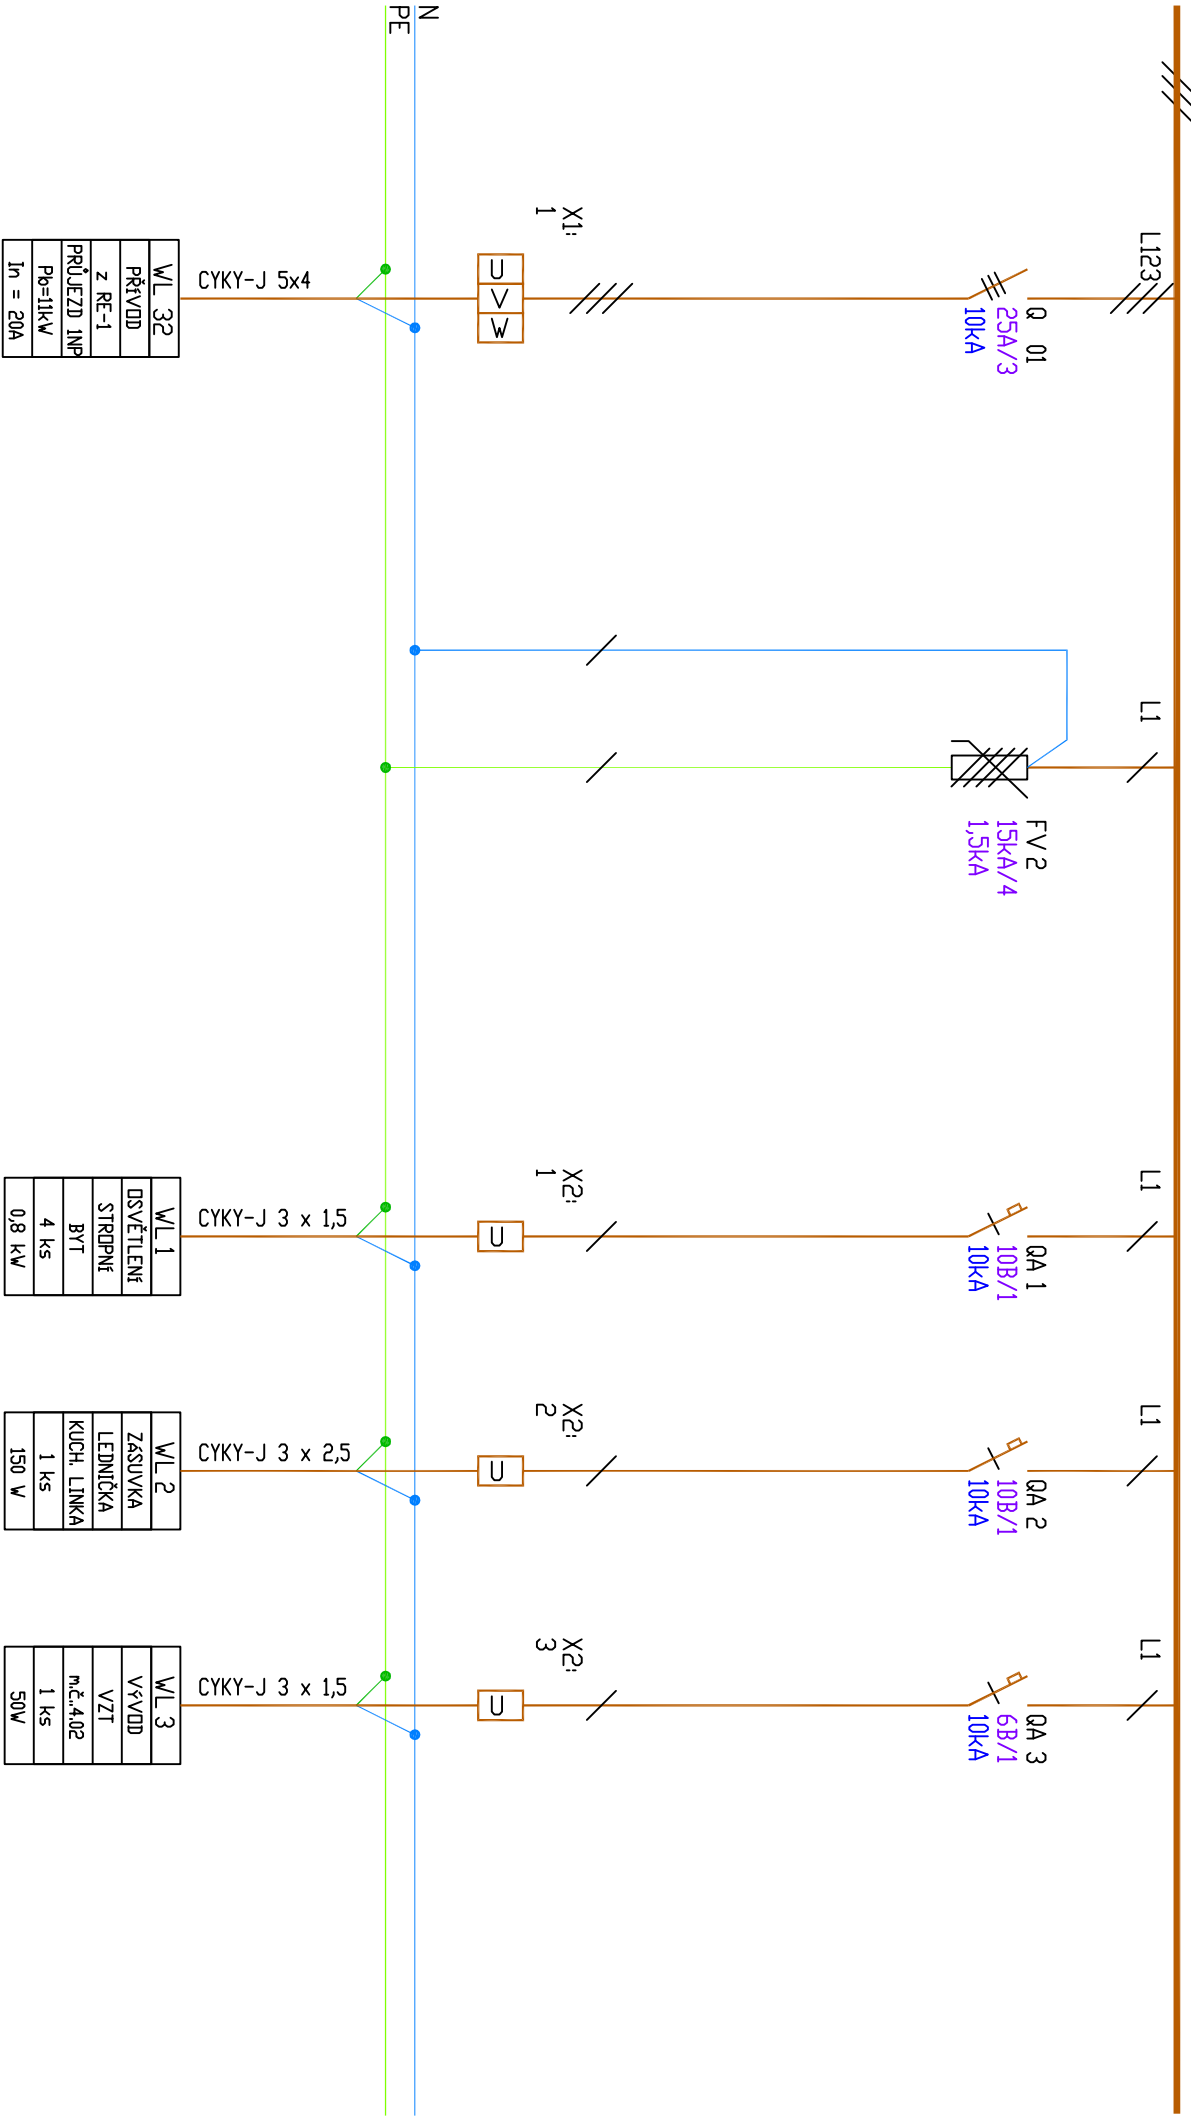 L123
Q 01
25A/3
10kA
X1:
1
U
V
W
N
PE
CYKY-J 5x4
WL 32
PŘÍVOD
z RE-1
PRŮJEZD 1NP
Pb=11kW
In = 20A
L1
FV 2
15kA/4
1,5kA
L1
QA 1
10B/1
10kA
X2:
1
U
CYKY-J 3 x 1,5
WL 1
OSVĚTLENÍ
STROPNÍ
BYT
4 ks
0,8 kW
L1
QA 2
10B/1
10kA
X2:
2
U
CYKY-J 3 x 2,5
WL 2
ZÁSUVKA
LEDNIČKA
KUCH. LINKA
1 ks
150 W
L1
QA 3
6B/1
10kA
X2:
3
U
CYKY-J 3 x 1,5
WL 3
VÝVOD
VZT
m.č..4.02
1 ks
50W